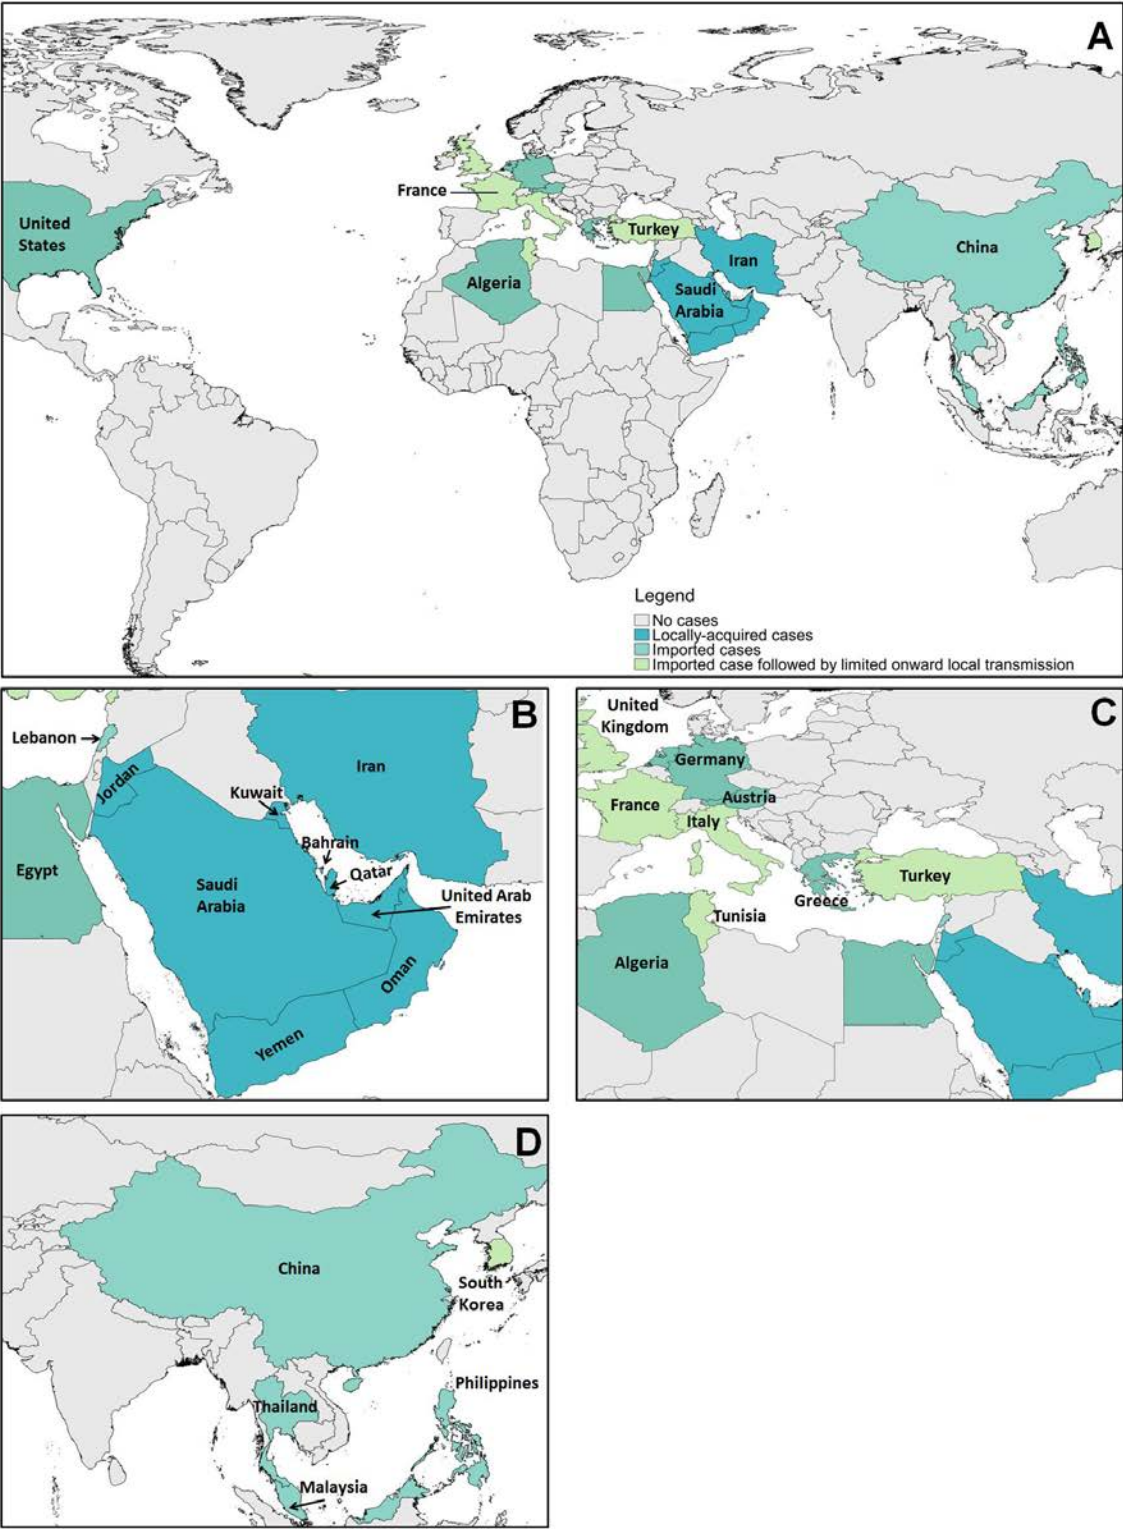 A
France
United
States
Turkey
Iran
China
Algeria
Saudi
Arabia
Legend
No cases
Locally-acquired cases
Imported cases
Imported case followed by limited onward local transmission
B
Lebanon
Jordan
Iran
Kuwait
Bahrain
Qatar
Egypt
Saudi
Arabia
United Arab
Emirates
Oman
Yemen
C
United
Kingdom
Germany
France
Austria
Italy
Turkey
Greece
Tunisia
Algeria
D
China
South
Korea
Philippines
Thailand
Malaysia